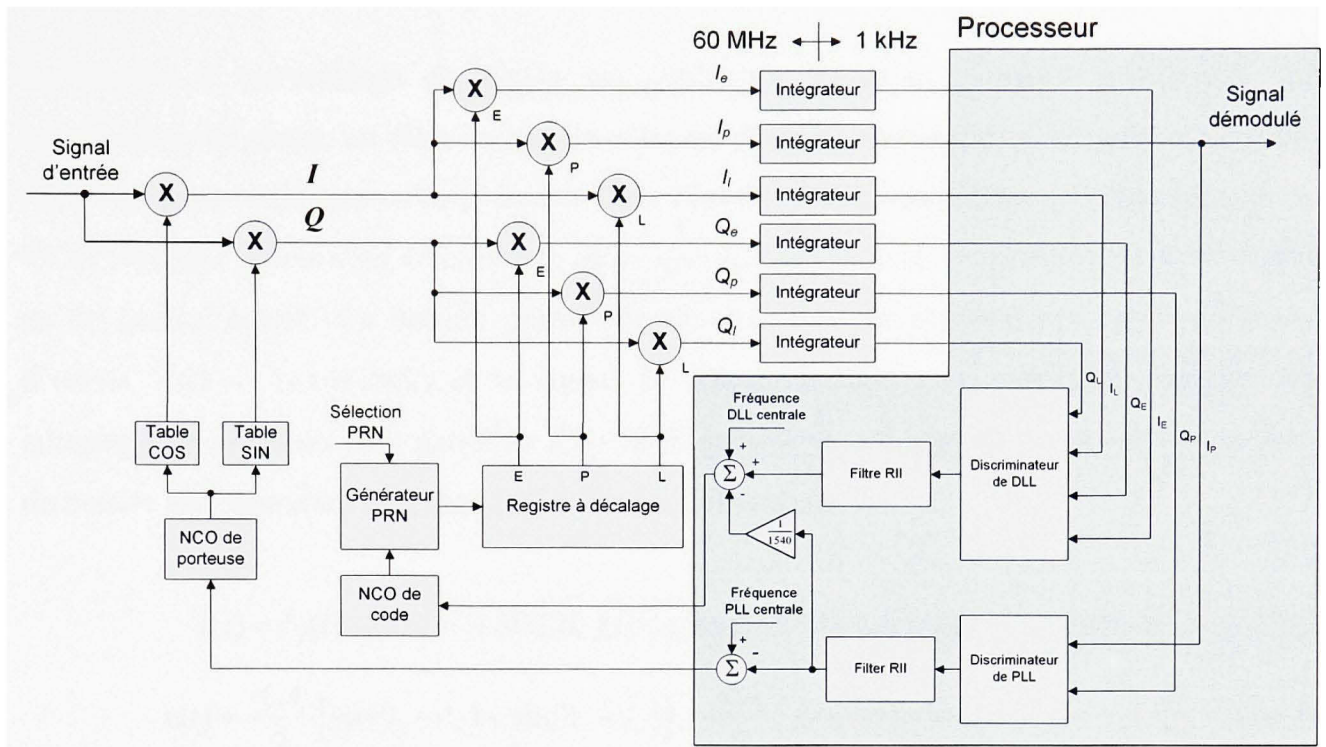 Processeur
60 MHz
1 kHz
I_e
Intégrateur
Signal
démodulé
I_p
Intégrateur
I_l
Intégrateur
Q_e
Intégrateur
Q_p
Intégrateur
Q_l
Intégrateur
Signal
d'entrée
I
Q
X
X
X
E
X
P
X
L
X
E
X
P
X
L
Q_L
I_L
Q_E
I_E
Q_P
I_P
Table
COS
Table
SIN
Sélection
PRN
Générateur
PRN
E
P
L
Registre à décalage
NCO de
porteuse
NCO de
code
Fréquence
DLL centrale
+
+
-
Σ
Filtre RII
Discriminateur
de DLL
1
1540
Fréquence
PLL centrale
+
-
Σ
Filter RII
Discriminateur
de PLL